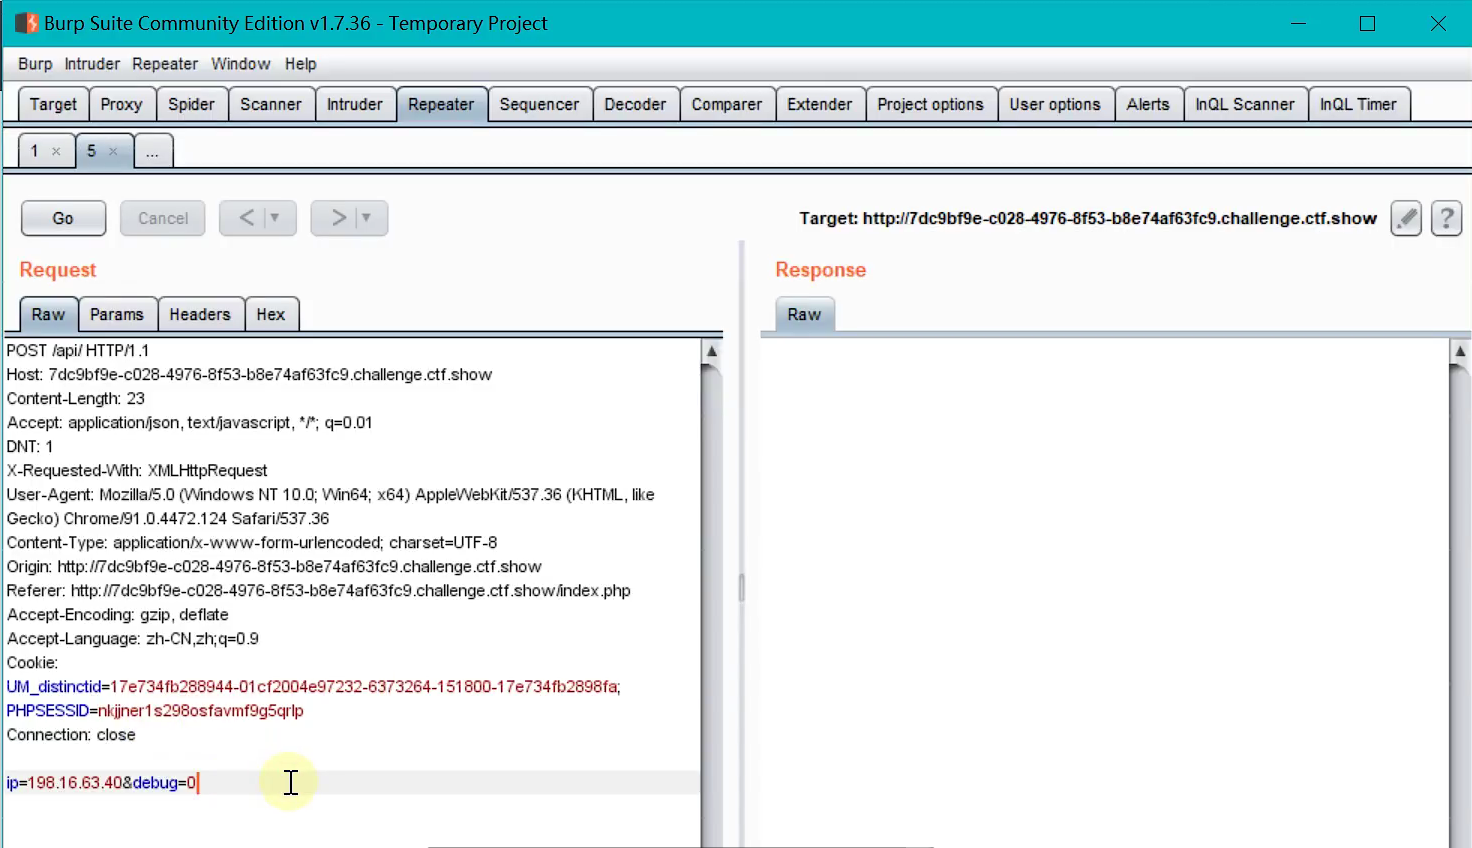 Burp Suite Community Edition v1.7.36 - Temporary Project
Burp Intruder Repeater Window Help
Target Proxy Spider Scanner Intruder Repeater Sequencer Decoder Comparer Extender Project options User options Alerts InQL Scanner InQL Timer
1 × 5 × ...
Go Cancel < ▼ > ▼ Target: http://7dc9bf9e-c028-4976-8f53-b8e74af63fc9.challenge.ctf.show ?
Request
Response
Raw Params Headers Hex
Raw
POST /api/ HTTP/1.1
Host: 7dc9bf9e-c028-4976-8f53-b8e74af63fc9.challenge.ctf.show
Content-Length: 23
Accept: application/json, text/javascript, */*; q=0.01
DNT: 1
X-Requested-With: XMLHttpRequest
User-Agent: Mozilla/5.0 (Windows NT 10.0; Win64; x64) AppleWebKit/537.36 (KHTML, like
Gecko) Chrome/91.0.4472.124 Safari/537.36
Content-Type: application/x-www-form-urlencoded; charset=UTF-8
Origin: http://7dc9bf9e-c028-4976-8f53-b8e74af63fc9.challenge.ctf.show
Referer: http://7dc9bf9e-c028-4976-8f53-b8e74af63fc9.challenge.ctf.show/index.php
Accept-Encoding: gzip, deflate
Accept-Language: zh-CN,zh;q=0.9
Cookie:
UM_distinctid=17e734fb288944-01cf2004e97232-6373264-151800-17e734fb2898fa;
PHPSESSID=nkjjner1s298osfavmf9g5qrlp
Connection: close
ip=198.16.63.40&debug=0